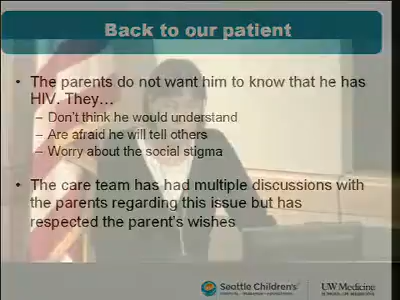 Back to our patient
• The parents do not want him to know that he has
HIV. They…
– Don't think he would understand
– Are afraid he will tell others
– Worry about the social stigma
• The care team has had multiple discussions with
the parents regarding this issue but has
respected the parent's wishes
Seattle Children's
UW Medicine